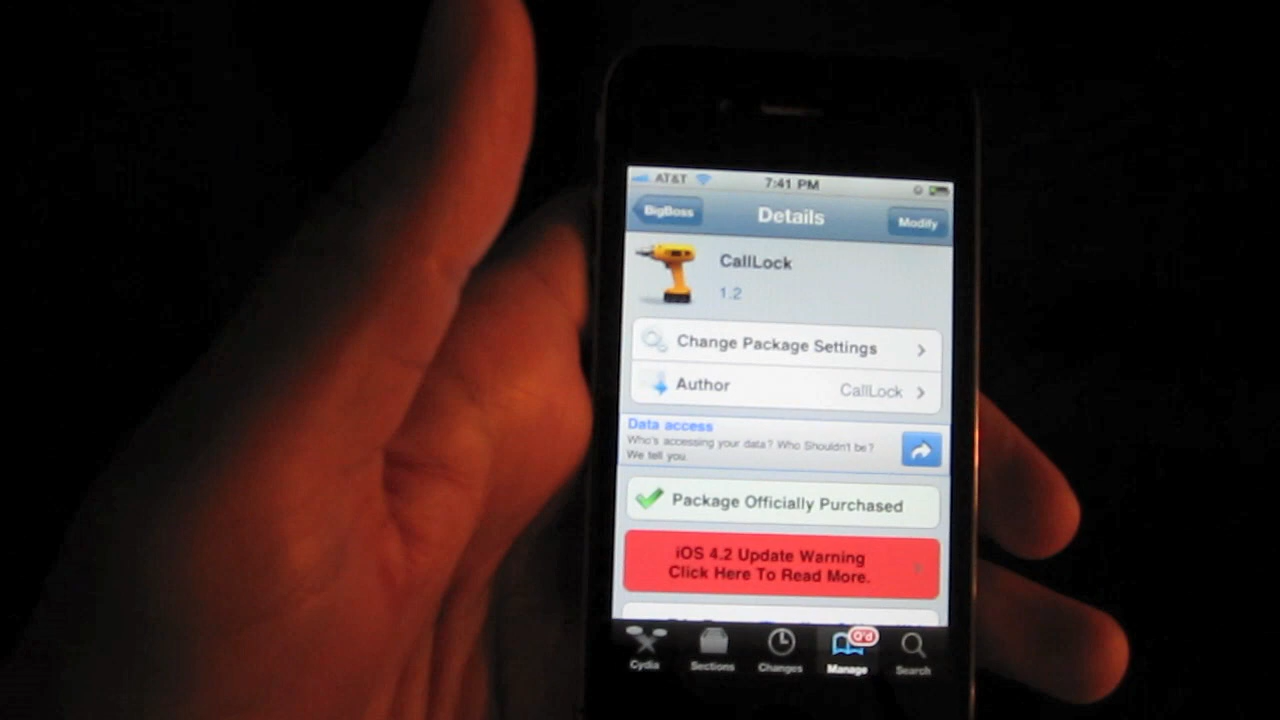 AT&T 7:41 PM
BigBoss Details Modify
CallLock
1.2
Change Package Settings
Author CallLock
Data access
Who's accessing your data? Who Shouldn't be?
We tell you.
Package Officially Purchased
iOS 4.2 Update Warning
Click Here To Read More.
Q'd
Cydia Sections Changes Manage Search